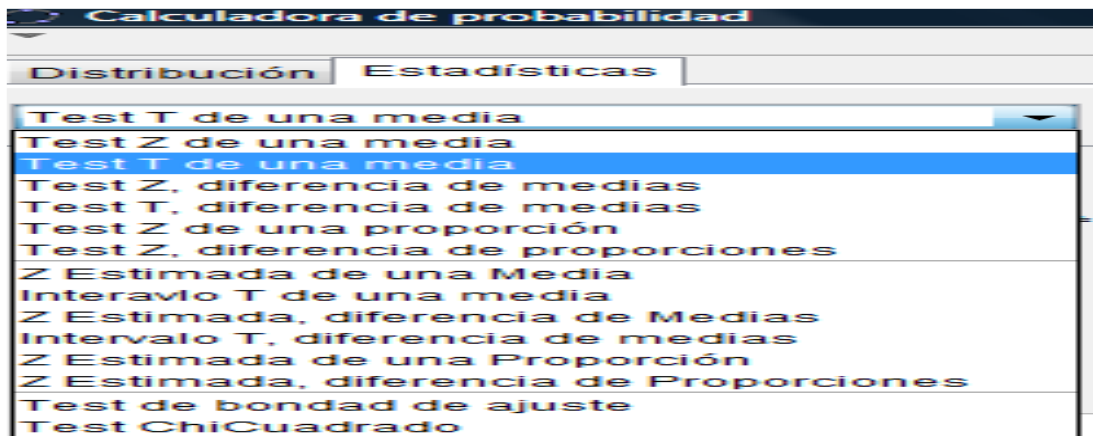 Calculadora de probabilidad
Distribución Estadísticas
Test T de una media
Test Z de una media
Test T de una media
Test Z, diferencia de medias
Test T, diferencia de medias
Test Z de una proporción
Test Z, diferencia de proporciones
Z Estimada de una Media
Interavlo T de una media
Z Estimada, diferencia de Medias
Intervalo T, diferencia de medias
Z Estimada de una Proporción
Z Estimada, diferencia de Proporciones
Test de bondad de ajuste
Test ChiCuadrado